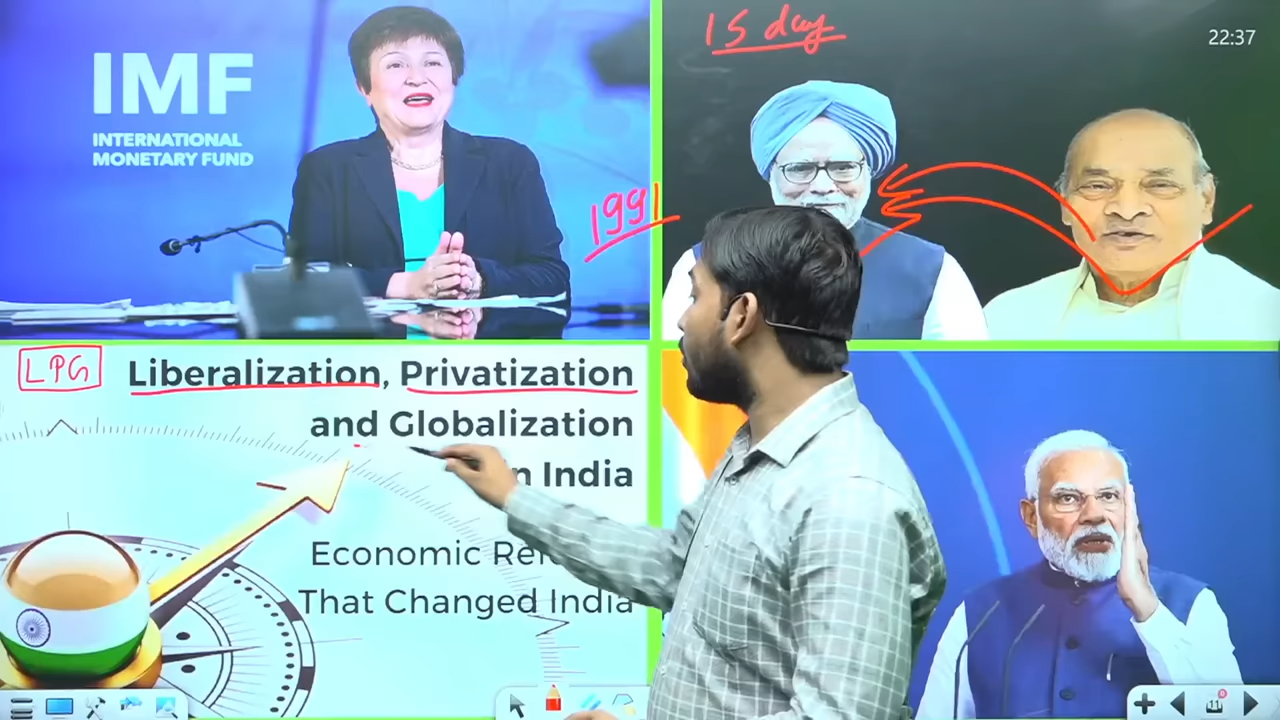 IMF
INTERNATIONAL
MONETARY FUND
15 day
22:37
1991
LPG
Liberalization, Privatization
and Globalization
n India
Economic Re
That Changed India